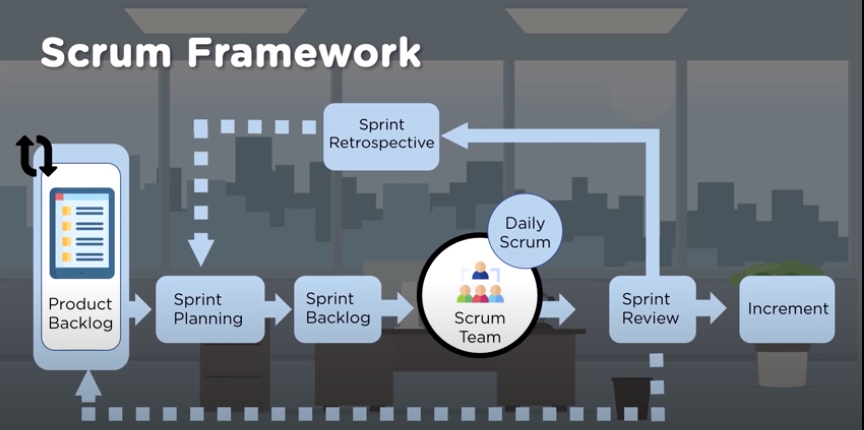 Scrum Framework
Sprint
Retrospective
Daily
Scrum
Product
Backlog
Sprint
Planning
Sprint
Backlog
Scrum
Team
Sprint
Review
Increment